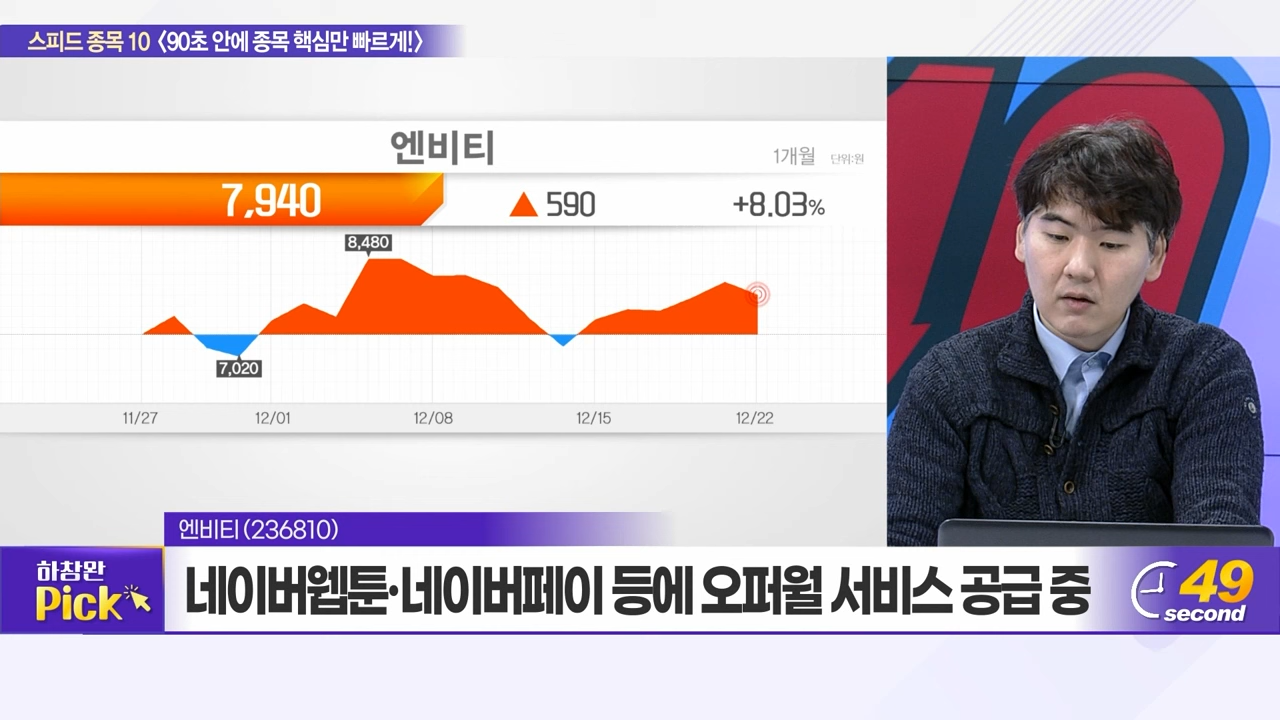 스피드 종목 10 〈90초 안에 종목 핵심만 빠르게!〉
엔비티
1개월 단위:원
7,940 ▲ 590 +8.03%
8,480
7,020
11/27 12/01 12/08 12/15 12/22
엔비티(236810)
하창완
Pick
네이버웹툰·네이버페이 등에 오퍼월 서비스 공급 중
49
second